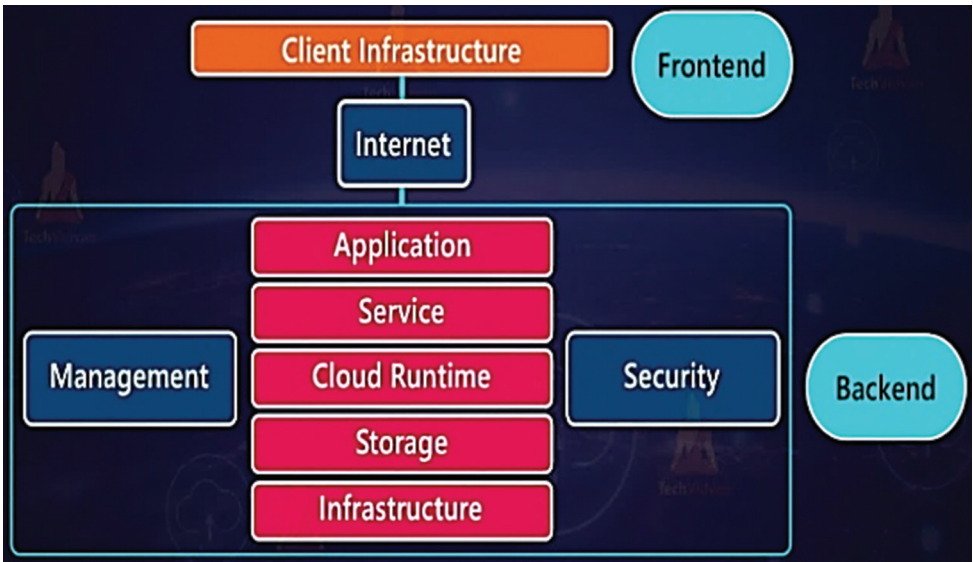 Client Infrastructure
Frontend
Internet
Application
Service
Management
Cloud Runtime
Security
Backend
Storage
Infrastructure